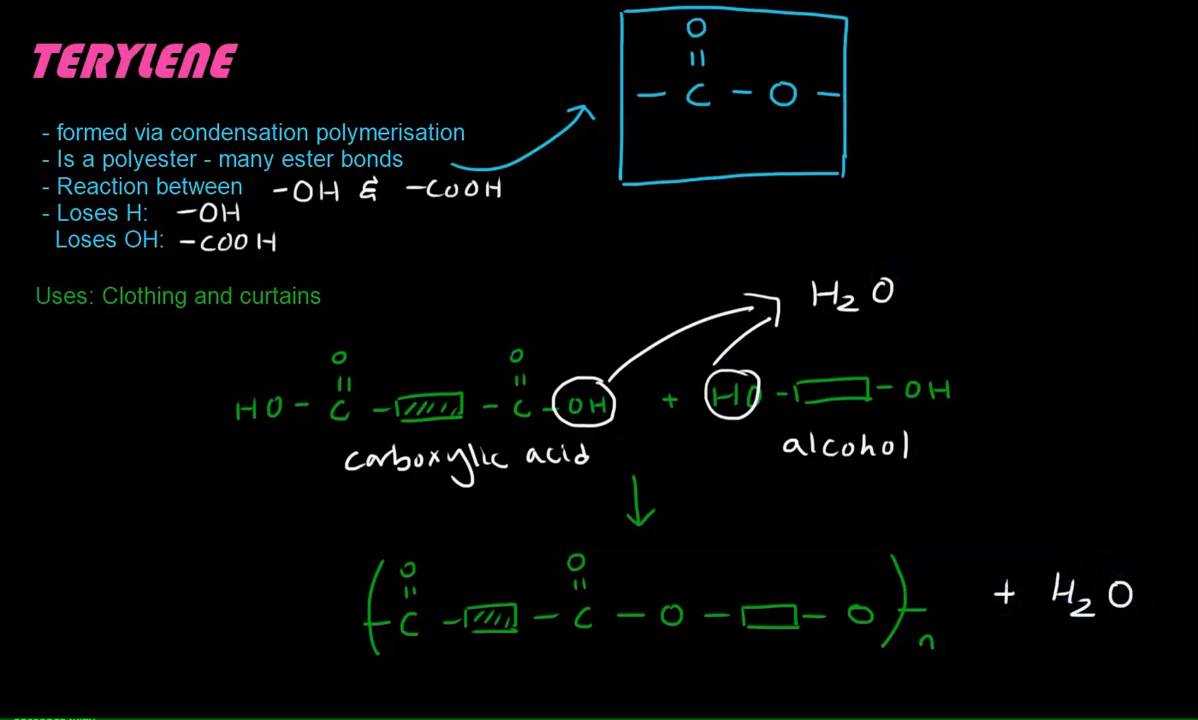 TERYLENE
- formed via condensation polymerisation
- Is a polyester - many ester bonds
- Reaction between -OH & -COOH
- Loses H: -OH
Loses OH: -COOH
O
||
- C - O -
Uses: Clothing and curtains
H2O
O O
|| ||
HO - C - - C - OH + HO - - OH
carboxylic acid alcohol
O O
|| ||
( - C - - C - O - - O ) - n + H2O